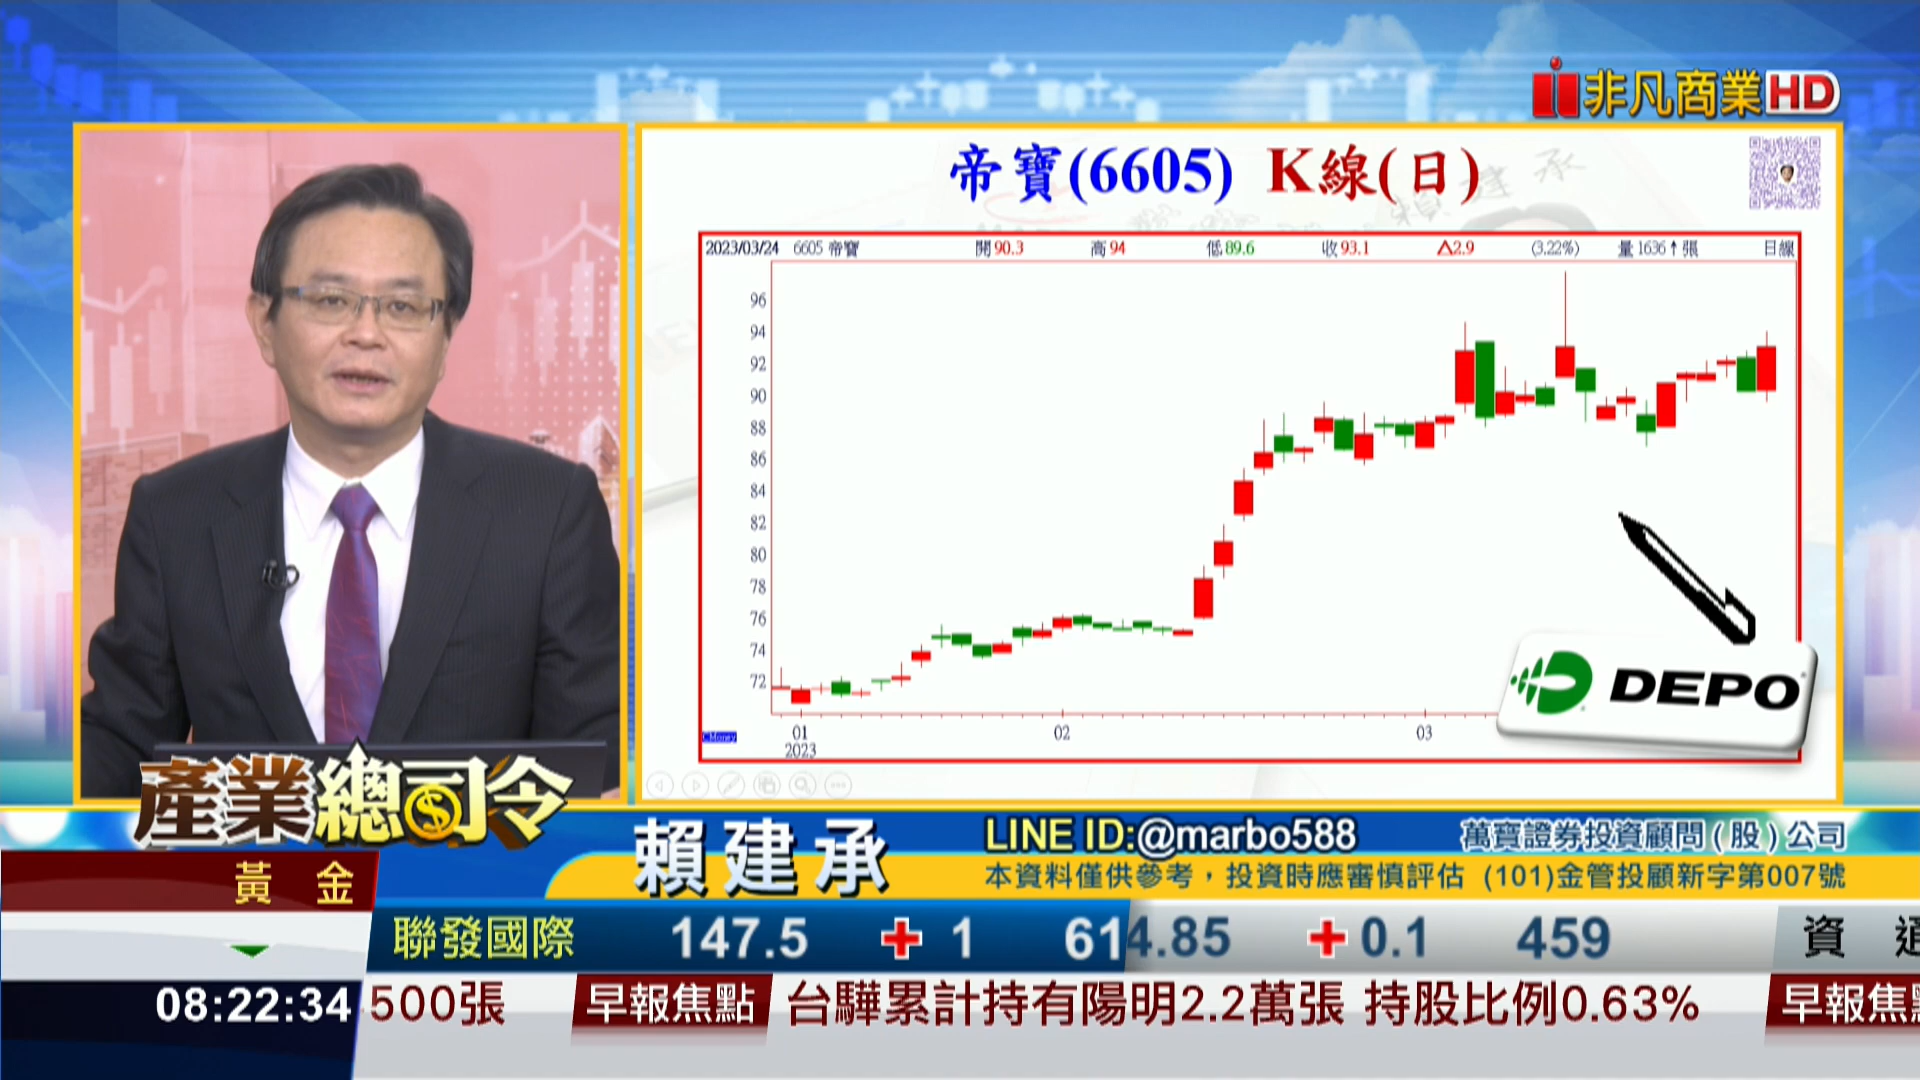 非凡商業HD
帝寶(6605) K線(日)
2023/03/24 6605 帝寶 開90.3 高94 低89.6 收93.1 △2.9 (3.22%) 量1636↑張 日線
96
94
92
90
88
86
84
82
80
78
76
74
72
CMoney
01 02 03
2023
DEPO
產業總司令
賴建承
LINE ID:@marbo588
萬寶證券投資顧問(股)公司
本資料僅供參考，投資時應審慎評估 (101)金管投顧新字第007號
黃金
聯發國際 147.5 + 1 614.85 + 0.1 459 資通
08:22:34
500張 早報焦點 台驊累計持有陽明2.2萬張 持股比例0.63% 早報焦點